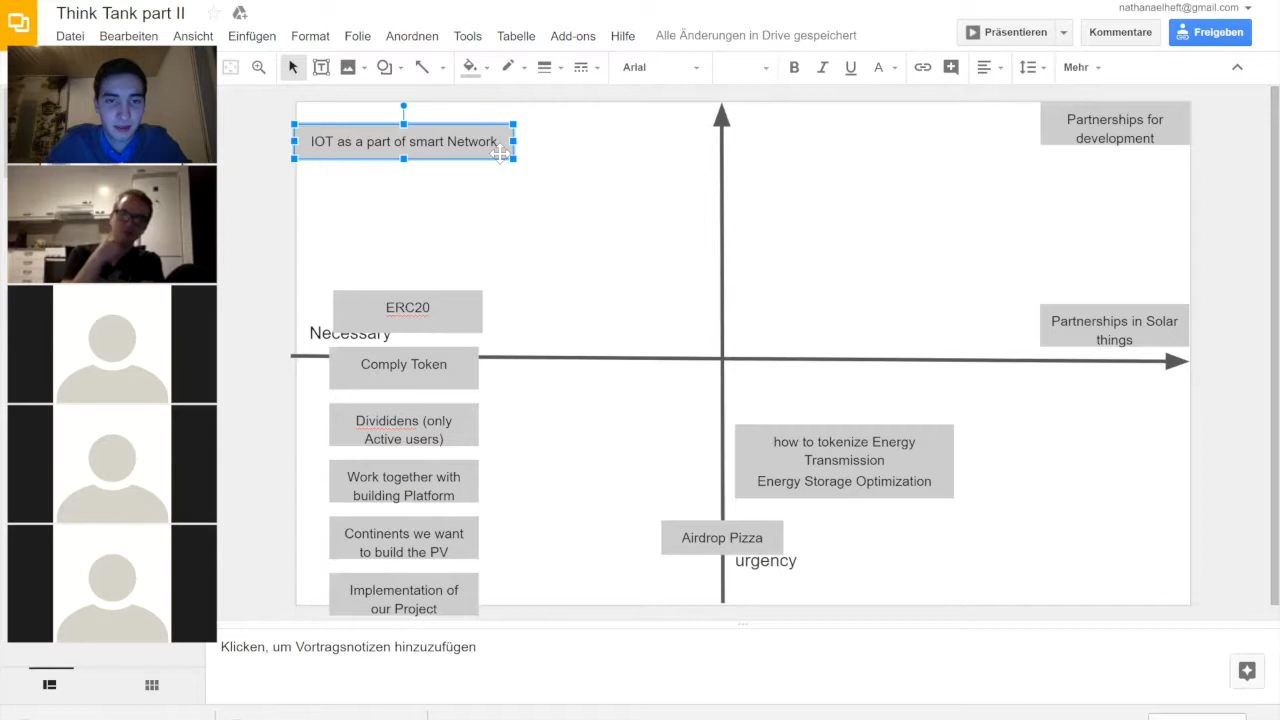 Think Tank part II
nathanaelheft@gmail.com
Datei Bearbeiten Ansicht Einfügen Format Folie Anordnen Tools Tabelle Add-ons Hilfe Alle Änderungen in Drive gespeichert
Präsentieren Kommentare Freigeben
Arial B I U A Mehr
IOT as a part of smart Network
Partnerships for
development
ERC20
Necessary
Comply Token
Partnerships in Solar
things
Divididens (only
Active users)
Work together with
building Platform
Continents we want
to build the PV
Implementation of
our Project
how to tokenize Energy
Transmission
Energy Storage Optimization
Airdrop Pizza
urgency
Klicken, um Vortragsnotizen hinzuzufügen